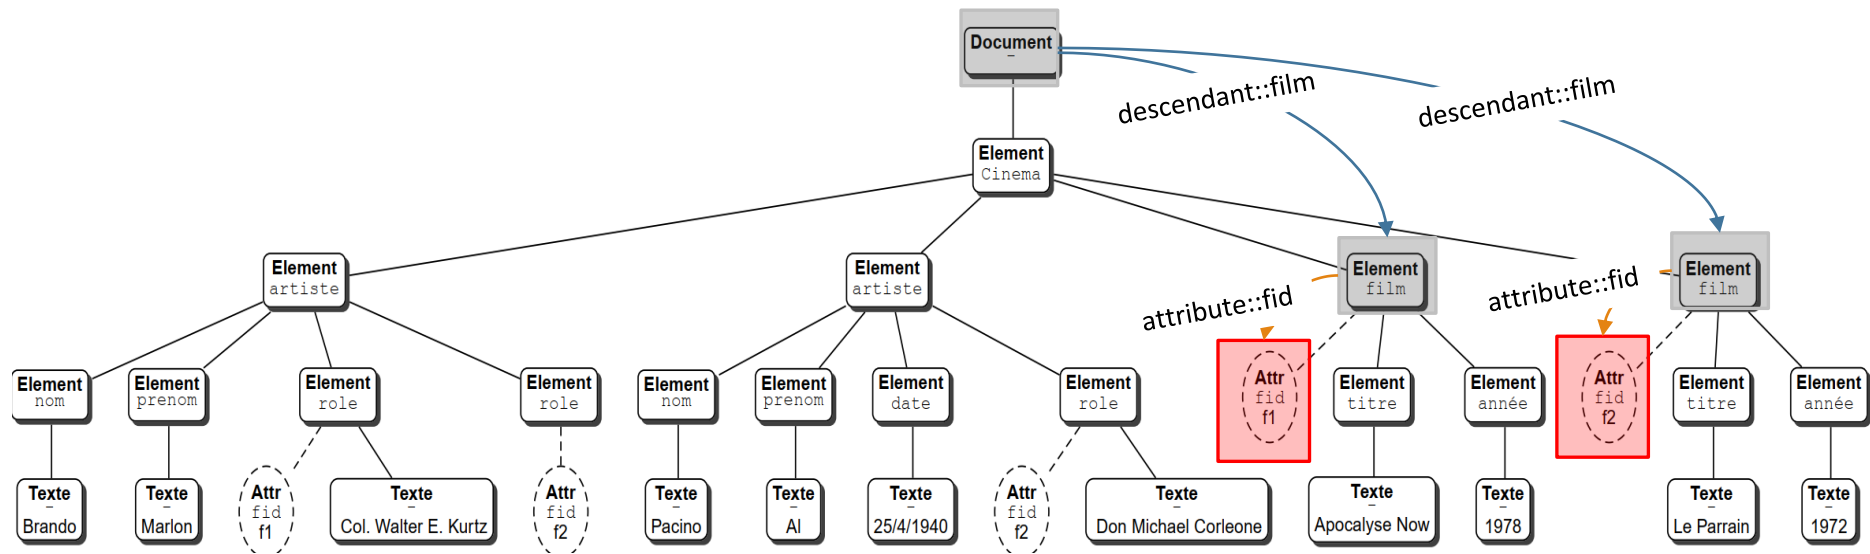 Document
–
descendant::film
descendant::film
Element
Cinema
Element
artiste
Element
artiste
Element
film
Element
film
attribute::fid
attribute::fid
Element
nom
Element
prenom
Element
role
Element
role
Element
nom
Element
prenom
Element
date
Element
role
Attr
fid
f1
Element
titre
Element
année
Attr
fid
f2
Element
titre
Element
année
Texte
–
Brando
Texte
–
Marlon
Attr
fid
f1
Texte
–
Col. Walter E. Kurtz
Attr
fid
f2
Texte
–
Pacino
Texte
–
Al
Texte
–
25/4/1940
Attr
fid
f2
Texte
–
Don Michael Corleone
Texte
–
Apocalyse Now
Texte
–
1978
Texte
–
Le Parrain
Texte
–
1972